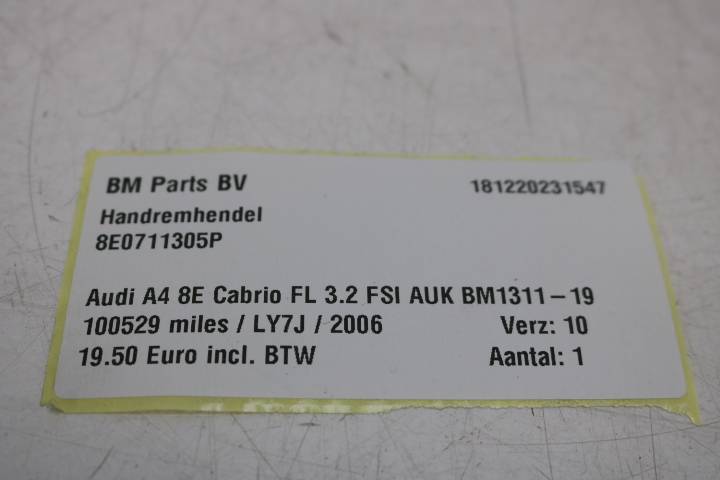 BM Parts BV 181220231547
Handremhendel
8E0711305P
Audi A4 8E Cabrio FL 3.2 FSI AUK BM1311-19
100529 miles / LY7J / 2006 Verz: 10
19.50 Euro incl. BTW Aantal: 1